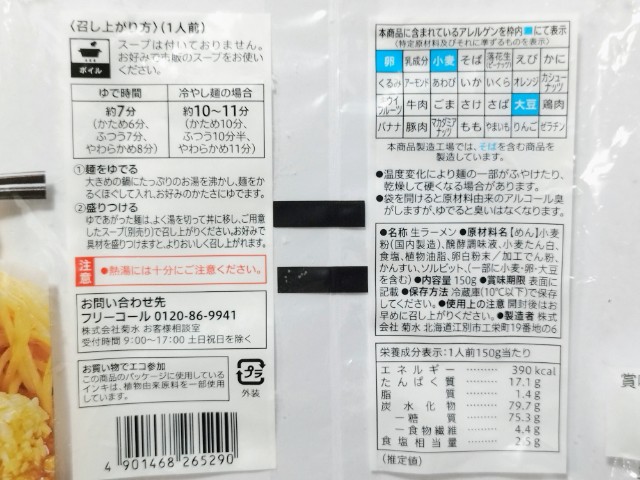 〈召し上がり方〉(1人前)
ボイル
スープは付いておりません。
お好みで市販のスープをお使い
ください。
ゆで時間 冷やし麺の場合
約7分 約10〜11分
(かため6分、 (かため10分、
ふつう7分、 ふつう10分半、
やわらかめ8分) やわらかめ11分)
①麺をゆでる
大きめの鍋にたっぷりのお湯を沸かし、麺をか
るくほぐして入れ、お好みのかたさにゆでます。
②盛りつける
ゆであがった麺は、よく湯を切って丼に移し、ご用意
したスープ(別売り)で召し上がりください。お好みで
具材を盛りつけますと、よりおいしく召し上がれます。
注意
●熱湯には十分にご注意ください。
お問い合わせ先
フリーコール 0120-86-9941
株式会社菊水 お客様相談室
受付時間 9:00〜17:00 土日祝日を除く
お買い物でエコ参加
この商品のパッケージに使用している
インキは、植物由来原料を一部使用
しています。
プラ
外装
4 901468 265290
本商品に含まれているアレルゲンを枠内■にて表示
(特定原材料及びそれに準ずるものを表示)
卵 乳成分 小麦 そば 落花生(ピーナッツ) えび かに
くるみ アーモンド あわび いか いくら オレンジ カシューナッツ
キウイフルーツ 牛肉 ごま さけ さば 大豆 鶏肉
バナナ 豚肉 マカダミアナッツ もも やまいも りんご ゼラチン
本商品製造工場では、そばを含む商品を
製造しています。
●温度変化により麺の一部がふやけたり、
乾燥して硬くなる場合があります。
●袋を開けると原材料由来のアルコール臭
がしますが、ゆでると臭いはなくなります。
●名称 生ラーメン ●原材料名【めん】小麦
粉(国内製造)、醗酵調味液、小麦たん白、
食塩、植物油脂、卵白粉末/加工でん粉、
かんすい、ソルビット、(一部に小麦・卵・大豆
を含む) ●内容量 150g ●賞味期限 表面
に記載 ●保存方法 冷蔵庫(10℃以下)で保存
してください。 ●使用上の注意 開封後はお
早めに召し上がりください。 ●製造者 株式
会社 菊水 北海道江別市工栄町19番地の6
栄養成分表示：1人前150g当たり
エネルギー 390 kcal
たんぱく質 17.1 g
脂質 1.4 g
炭水化物 79.7 g
－糖質 75.3 g
－食物繊維 4.4 g
食塩相当量 2.5 g
(推定値)